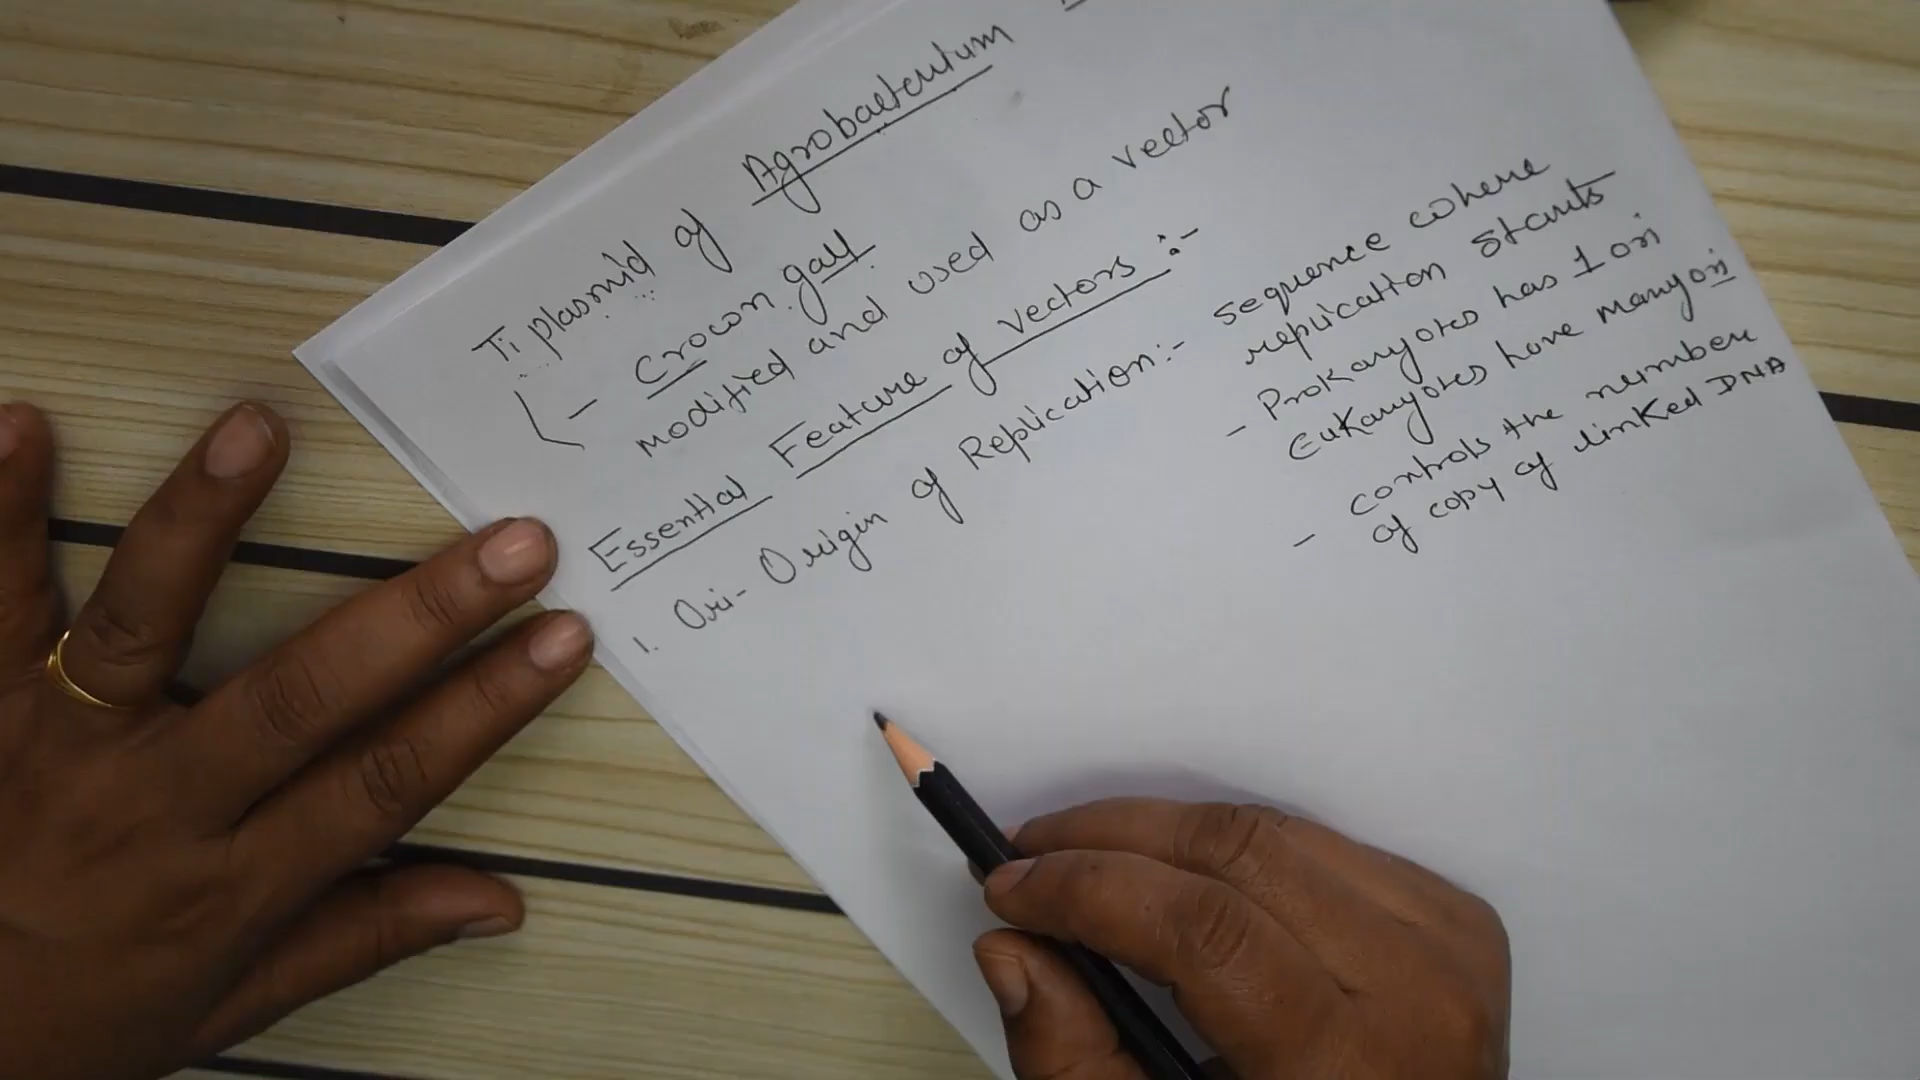 Ti plasmid of Agrobacterium
- Crown gall
modified and used as a vector
Essential Feature of vectors :-
1. Ori- Origin of Replication:- sequence where
replication starts
- Prokaryotes has 1 ori
Eukaryotes have many ori
- controls the number
of copy of linked DNA